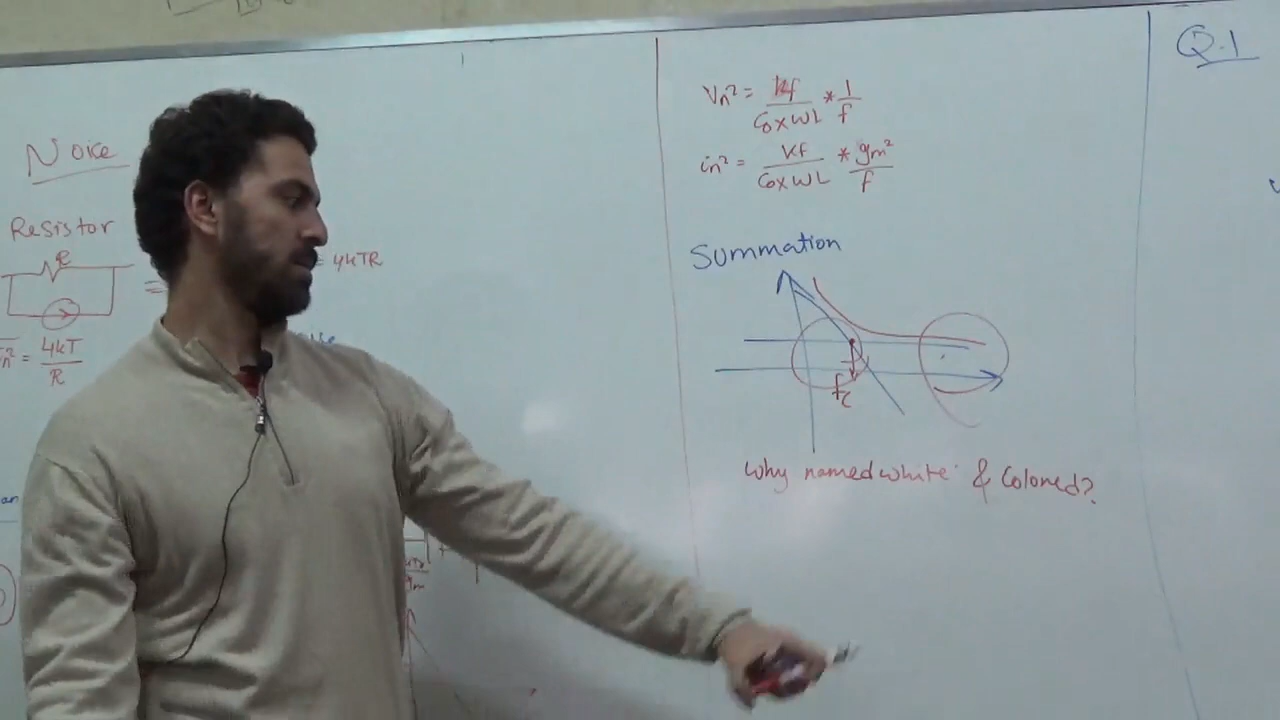 Noise
Resistor
R
= 4kTR
=
in² = 4kT
R
Vn² = kf / CoxWL * 1 / f
in² = Kf / CoxWL * gm² / f
Summation
fc
Why named white & Colored?
gm
Q.1